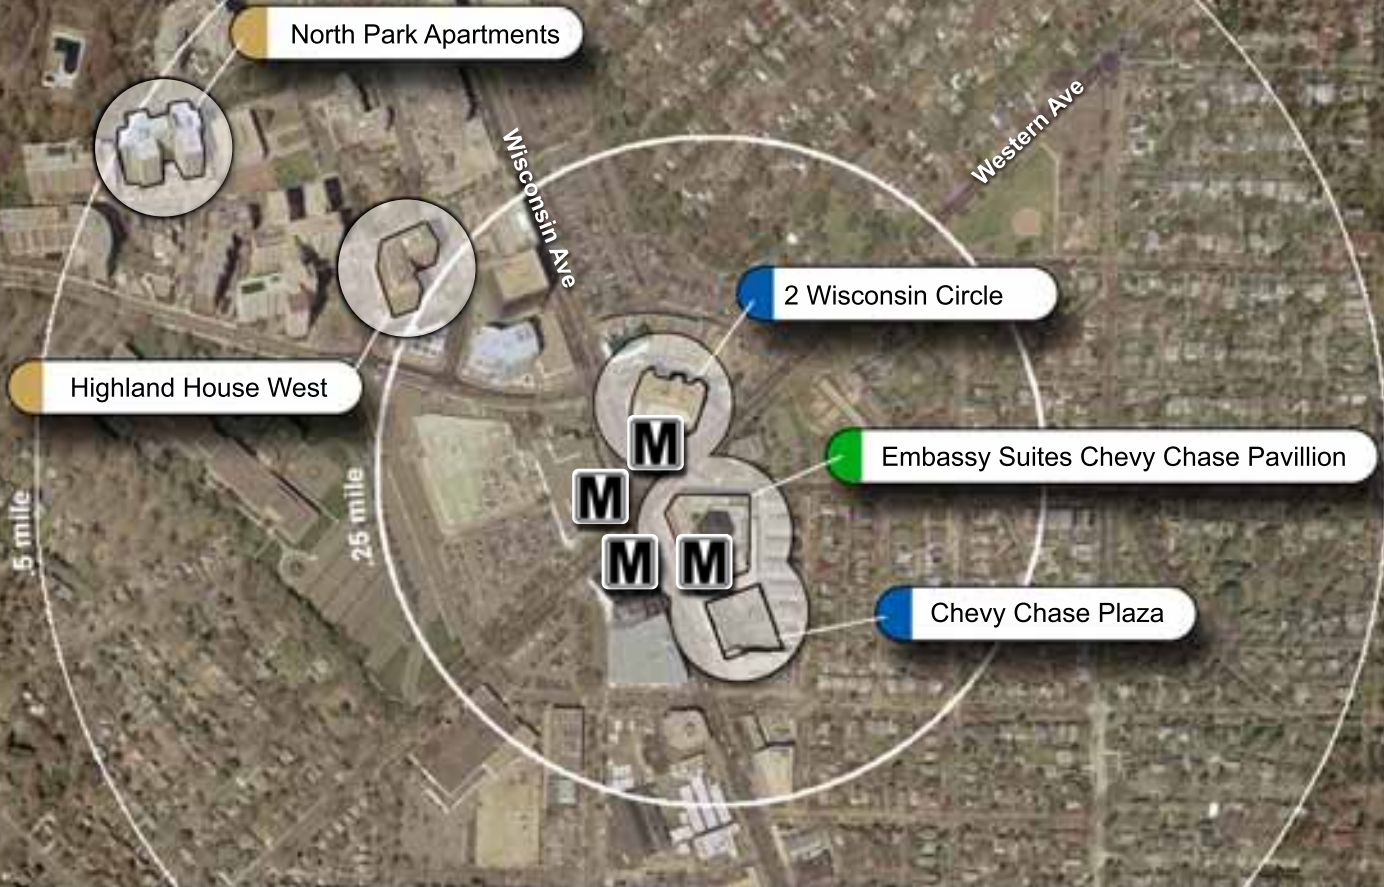 North Park Apartments
Wisconsin Ave
Western Ave
2 Wisconsin Circle
Highland House West
Embassy Suites Chevy Chase Pavillion
.5 mile
.25 mile
M
M
M
M
Chevy Chase Plaza